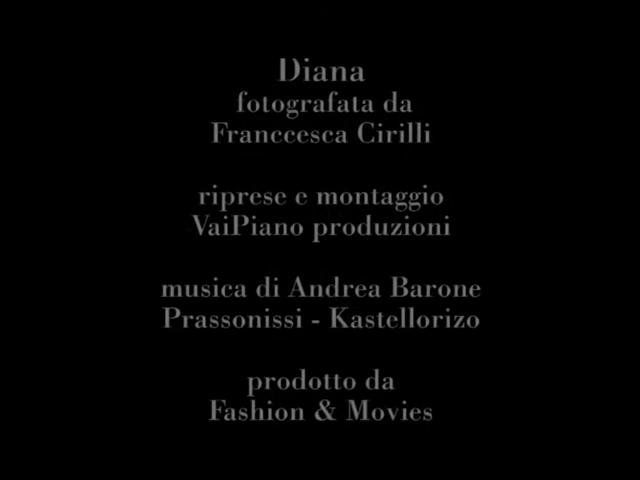 Diana
fotografata da
Franccesca Cirilli
riprese e montaggio
VaiPiano produzioni
musica di Andrea Barone
Prassonissi - Kastellorizo
prodotto da
Fashion & Movies